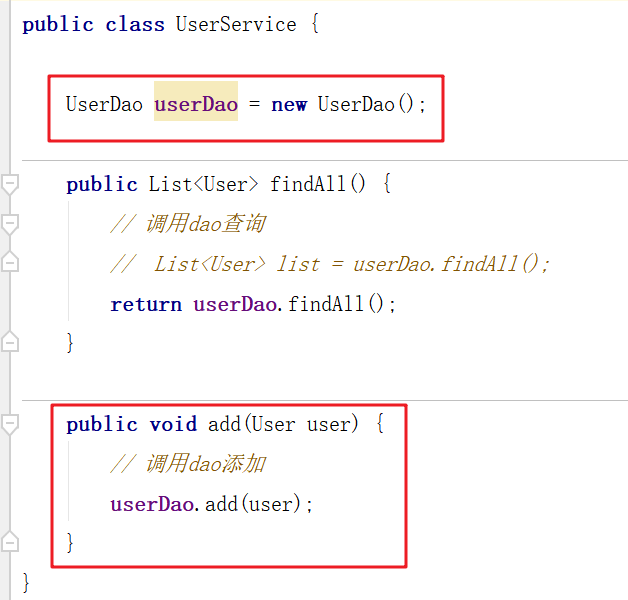 public class UserService {
UserDao userDao = new UserDao();
public List<User> findAll() {
// 调用dao查询
// List<User> list = userDao.findAll();
return userDao.findAll();
}
public void add(User user) {
// 调用dao添加
userDao.add(user);
}
}